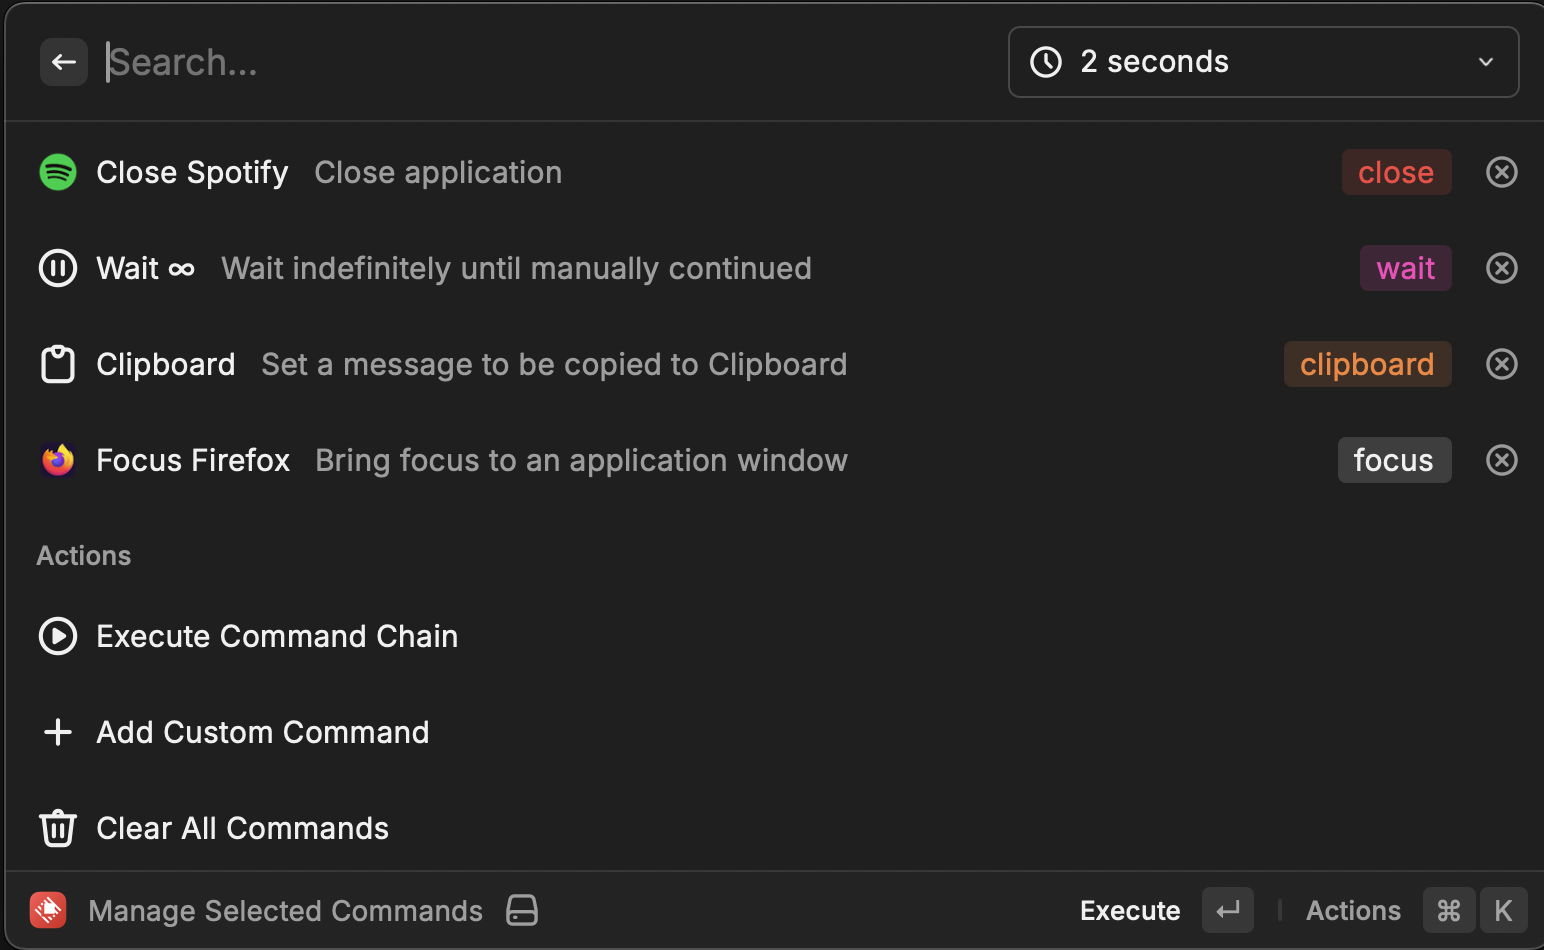 Search...
2 seconds
Close Spotify Close application close
Wait ∞ Wait indefinitely until manually continued wait
Clipboard Set a message to be copied to Clipboard clipboard
Focus Firefox Bring focus to an application window focus
Actions
Execute Command Chain
Add Custom Command
Clear All Commands
Manage Selected Commands Execute ↵ Actions ⌘ K